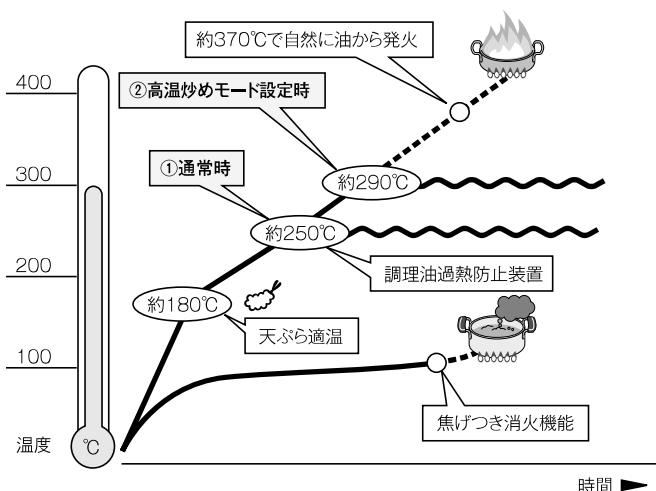 約370℃で自然に油から発火
400
②高温炒めモード設定時
300
①通常時
約290℃
約250℃
200
調理油過熱防止装置
約180℃
天ぷら適温
100
焦げつき消火機能
温度
℃
時間